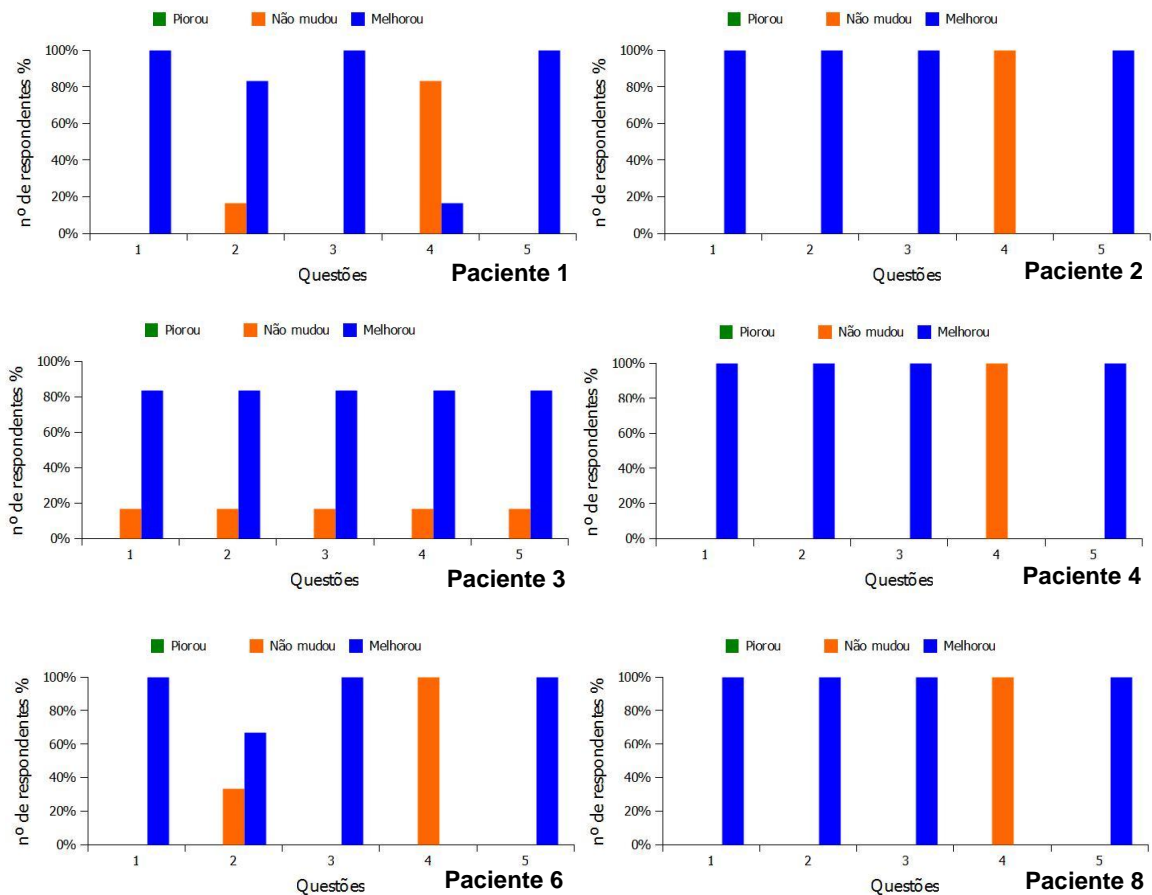 Piorou Não mudou Melhorou
nº de respondentes %
100%
80%
60%
40%
20%
0%
1 2 3 4 5
Questões
Paciente 1
Piorou Não mudou Melhorou
nº de respondentes %
100%
80%
60%
40%
20%
0%
1 2 3 4 5
Questões
Paciente 2
Piorou Não mudou Melhorou
nº de respondentes %
100%
80%
60%
40%
20%
0%
1 2 3 4 5
Questões
Paciente 3
Piorou Não mudou Melhorou
nº de respondentes %
100%
80%
60%
40%
20%
0%
1 2 3 4 5
Questões
Paciente 4
Piorou Não mudou Melhorou
nº de respondentes %
100%
80%
60%
40%
20%
0%
1 2 3 4 5
Questões
Paciente 6
Piorou Não mudou Melhorou
nº de respondentes %
100%
80%
60%
40%
20%
0%
1 2 3 4 5
Questões
Paciente 8